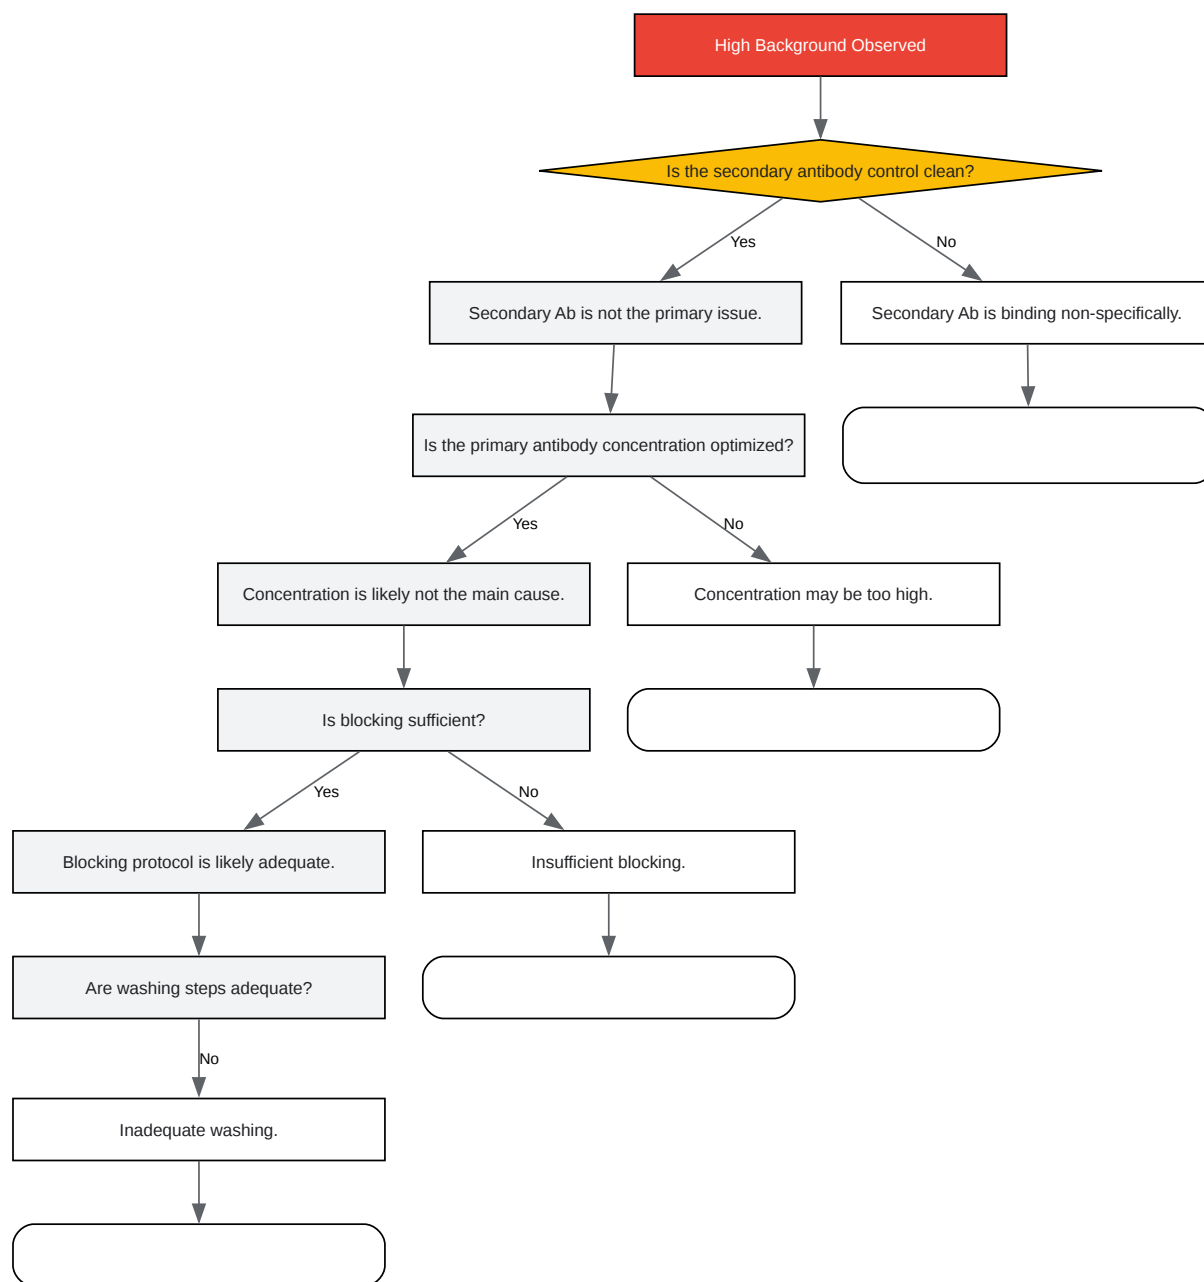 High Background Observed
Is the secondary antibody control clean?
Yes
No
Secondary Ab is not the primary issue.
Secondary Ab is binding non-specifically.
Is the primary antibody concentration optimized?
Yes
No
Concentration is likely not the main cause.
Concentration may be too high.
Is blocking sufficient?
Yes
No
Blocking protocol is likely adequate.
Insufficient blocking.
Are washing steps adequate?
No
Inadequate washing.